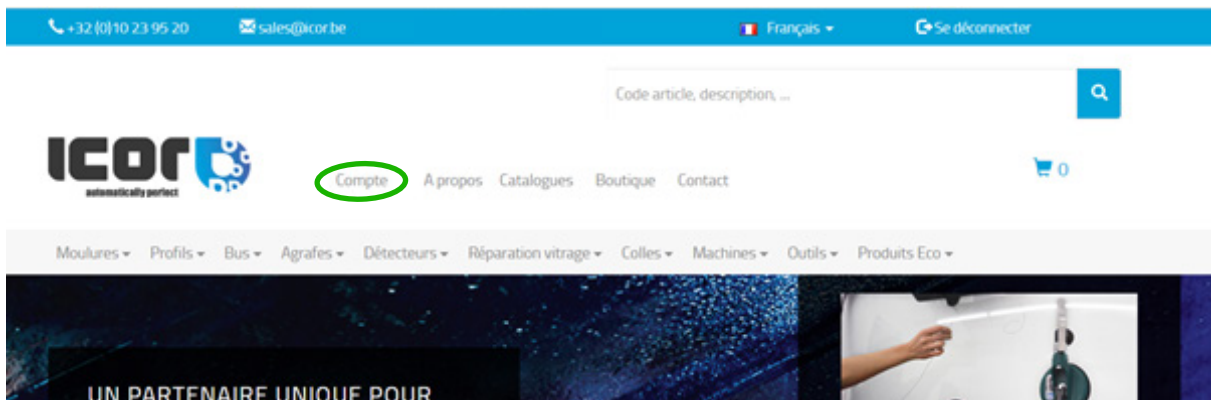 +32 (0)10 23 95 20 sales@icor.be Français Se déconnecter
Code article, description, ...
icor
automatically perfect
Compte A propos Catalogues Boutique Contact 0
Moulures Profils Bus Agrafes Détecteurs Réparation vitrage Colles Machines Outils Produits Eco
UN PARTENAIRE UNIQUE POUR